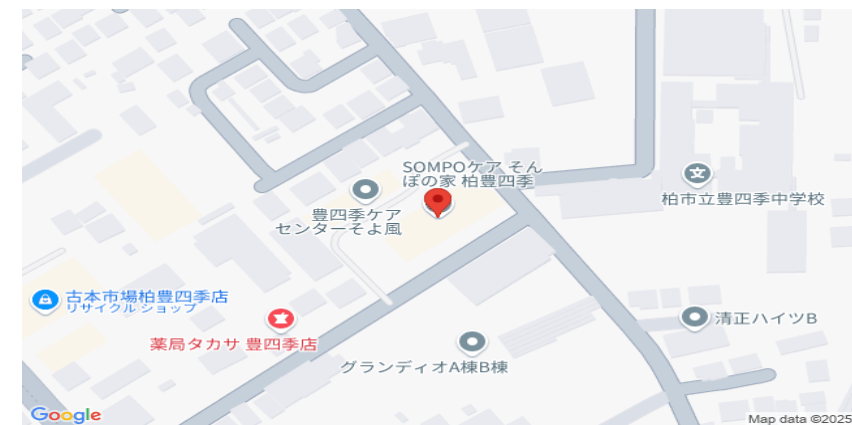 SOMPOケア そん
ぽの家 柏豊四季
豊四季ケア
センターそよ風
柏市立豊四季中学校
古本市場柏豊四季店
リサイクル ショップ
薬局タカサ 豊四季店
清正ハイツB
グランディオA棟B棟
Google
Map data ©2025